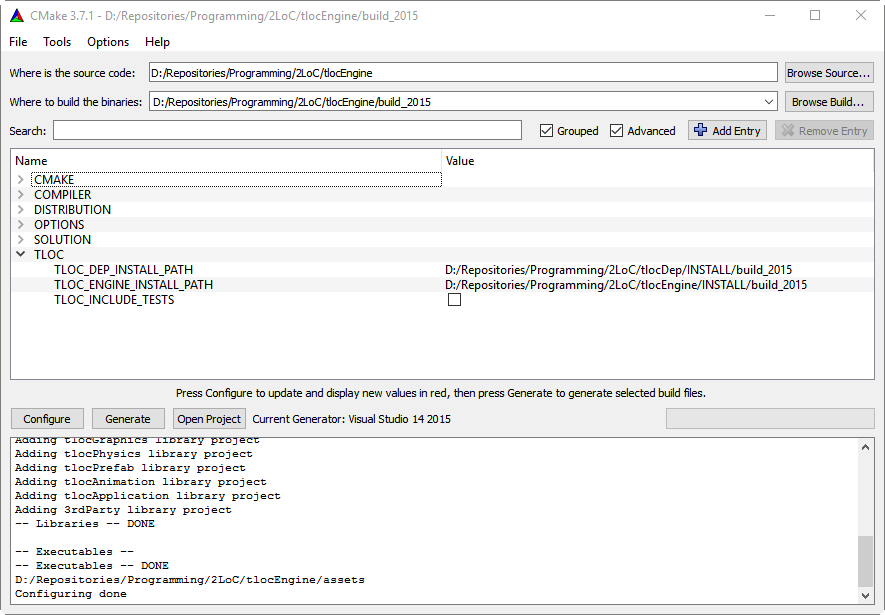 CMake 3.7.1 - D:/Repositories/Programming/2LoC/tlocEngine/build_2015
File Tools Options Help
Where is the source code: D:/Repositories/Programming/2LoC/tlocEngine Browse Source...
Where to build the binaries: D:/Repositories/Programming/2LoC/tlocEngine/build_2015 Browse Build...
Search: Grouped Advanced Add Entry Remove Entry
Name Value
CMAKE
COMPILER
DISTRIBUTION
OPTIONS
SOLUTION
TLOC
TLOC_DEP_INSTALL_PATH D:/Repositories/Programming/2LoC/tlocDep/INSTALL/build_2015
TLOC_ENGINE_INSTALL_PATH D:/Repositories/Programming/2LoC/tlocEngine/INSTALL/build_2015
TLOC_INCLUDE_TESTS
Press Configure to update and display new values in red, then press Generate to generate selected build files.
Configure Generate Open Project Current Generator: Visual Studio 14 2015
Adding tlocGraphics library project
Adding tlocPhysics library project
Adding tlocPrefab library project
Adding tlocAnimation library project
Adding tlocApplication library project
Adding 3rdParty library project
-- Libraries -- DONE
-- Executables --
-- Executables -- DONE
D:/Repositories/Programming/2LoC/tlocEngine/assets
Configuring done